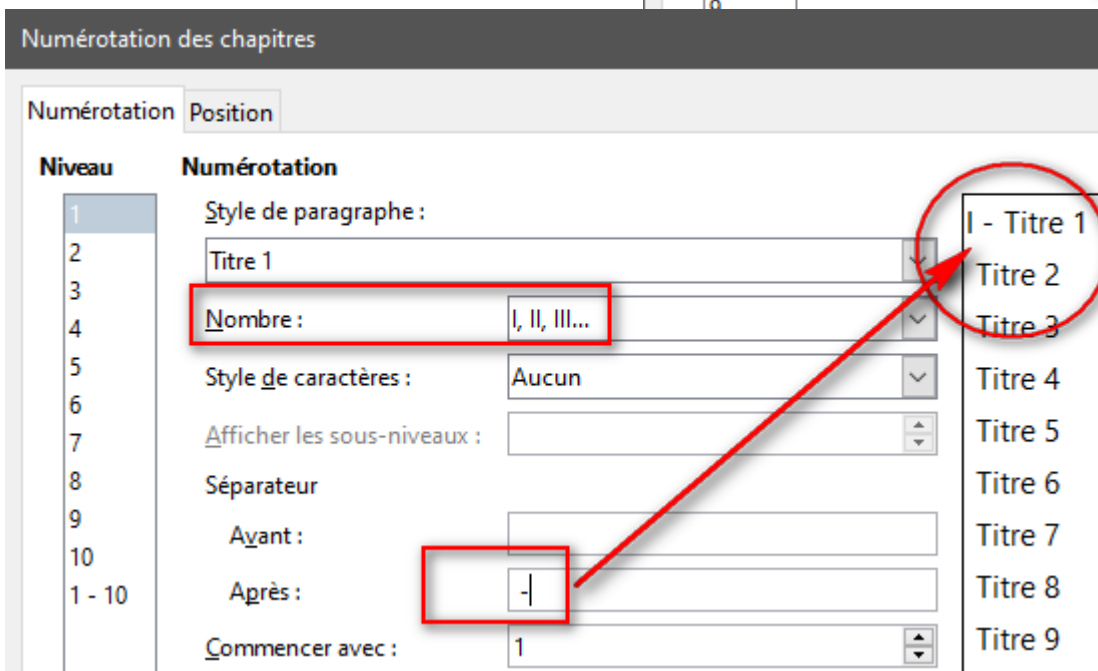 Numérotation des chapitres
Numérotation Position
Niveau Numérotation
1 Style de paragraphe : I - Titre 1
2 Titre 1 Titre 2
3
4 Nombre : I, II, III... Titre 3
5 Style de caractères : Aucun Titre 4
6
7 Afficher les sous-niveaux : Titre 5
8 Séparateur Titre 6
9 Avant : Titre 7
10
1 - 10 Après : - Titre 8
Commencer avec : 1 Titre 9